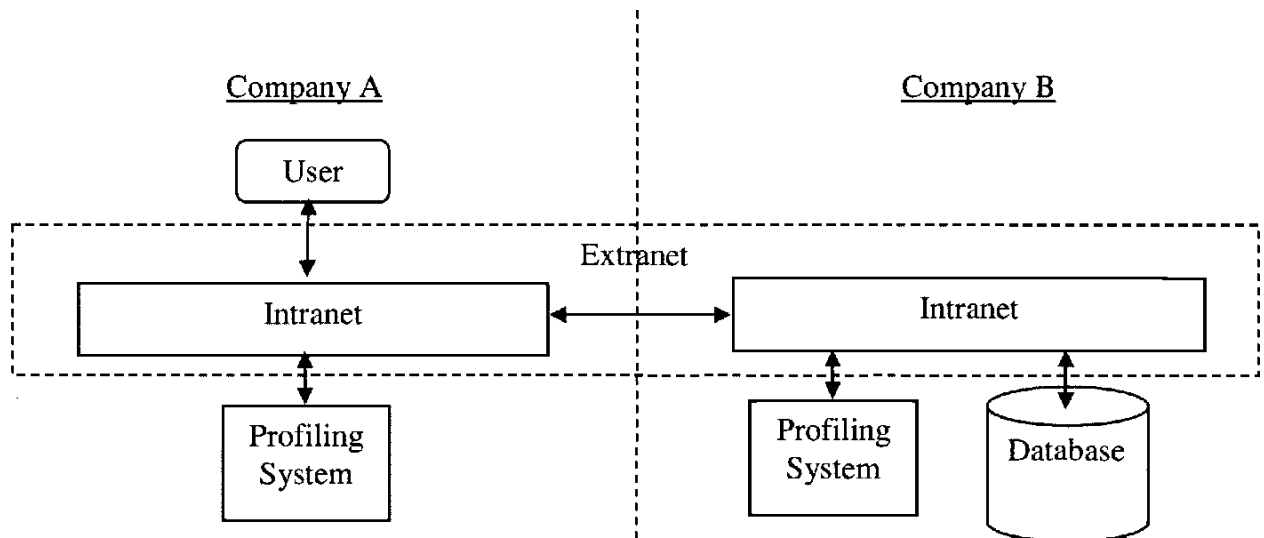 Company A
Company B
User
Extranet
Intranet
Intranet
Profiling
System
Profiling
System
Database